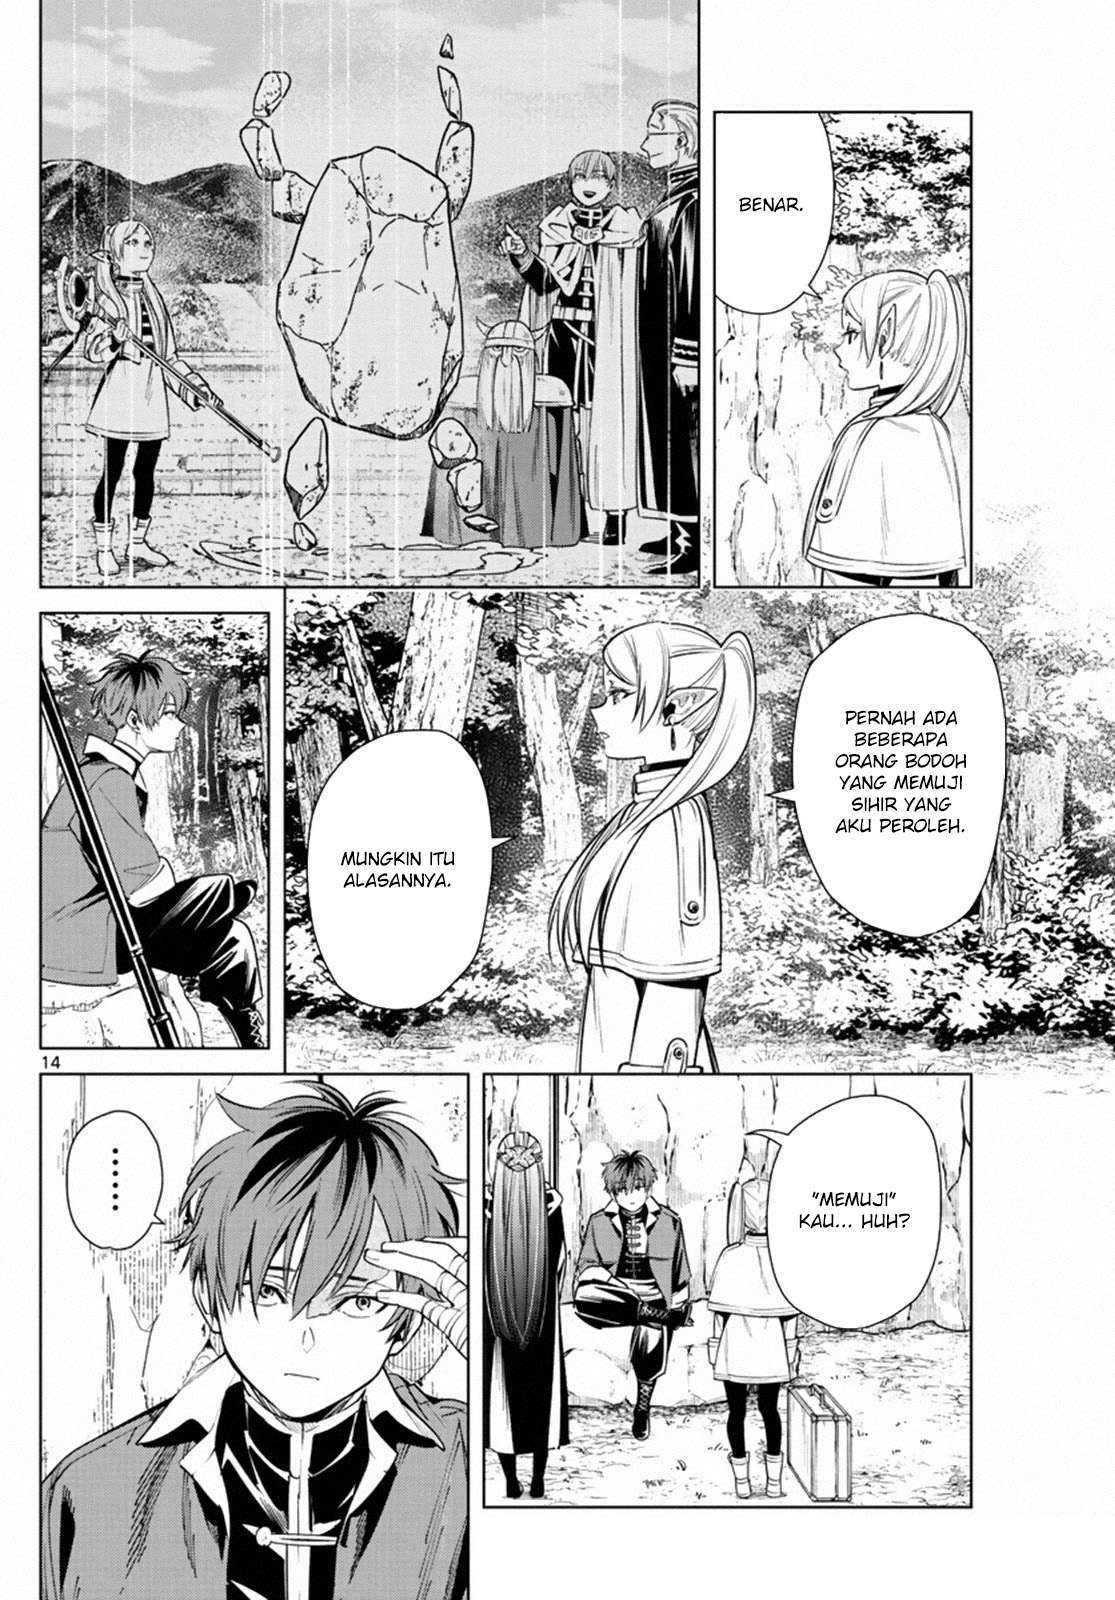 BENAR.
PERNAH ADA
BEBERAPA
ORANG BODOH
YANG MEMUJI
SIHIR YANG
AKU PEROLEH.
MUNGKIN ITU
ALASANNYA.
14
"MEMUJI"
KAU... HUH?
......